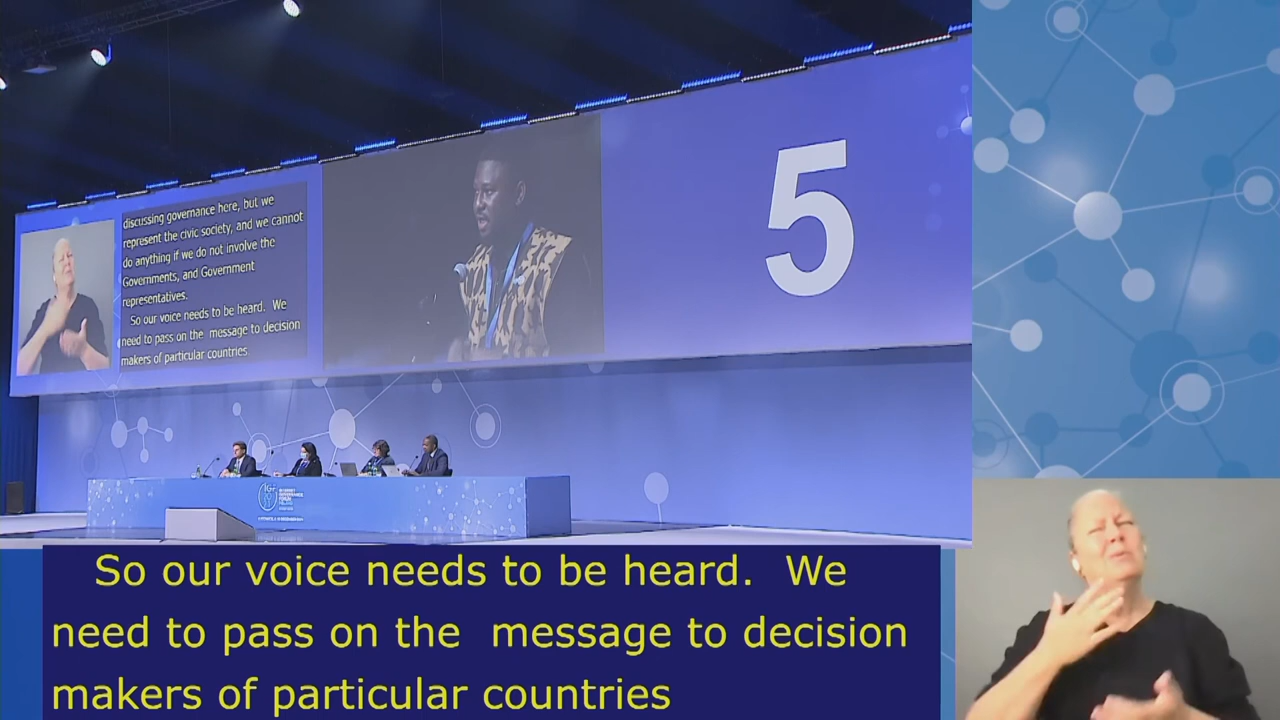 discussing governance here, but we
represent the civic society, and we cannot
do anything if we do not involve the
Governments, and Government
representatives.
So our voice needs to be heard.  We
need to pass on the  message to decision
makers of particular countries
5
INTERNET
GOVERNANCE
FORUM
So our voice needs to be heard.  We
need to pass on the  message to decision
makers of particular countries